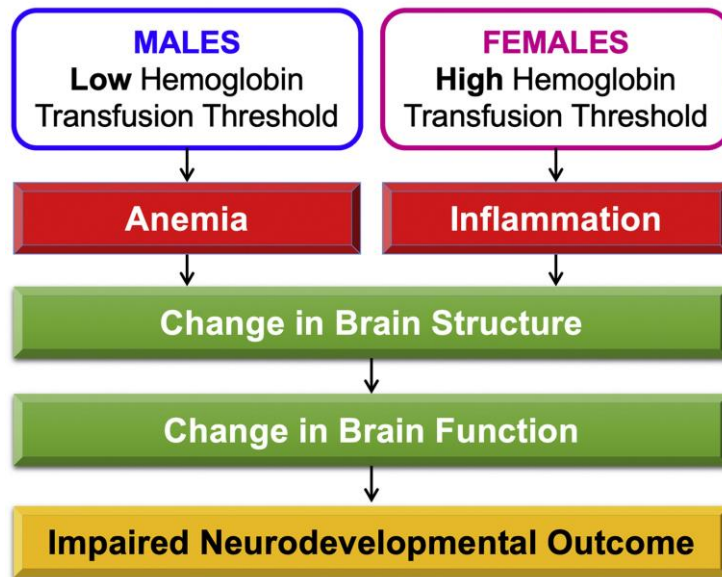 MALES
Low Hemoglobin
Transfusion Threshold
FEMALES
High Hemoglobin
Transfusion Threshold
Anemia
Inflammation
Change in Brain Structure
Change in Brain Function
Impaired Neurodevelopmental Outcome